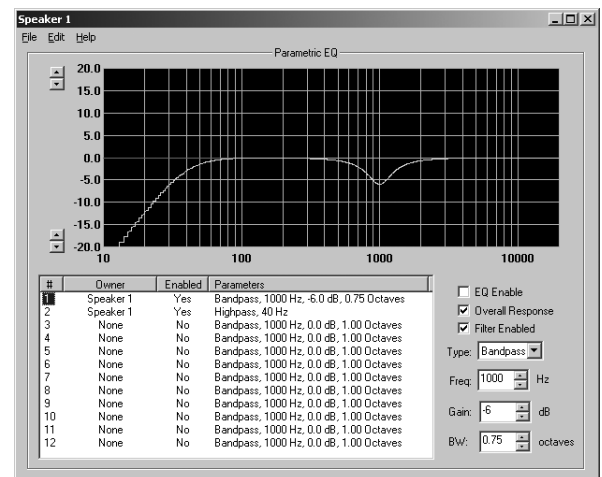 Speaker 1
File Edit Help
Parametric EQ
20.0
15.0
10.0
5.0
0.0
-5.0
-10.0
-15.0
-20.0
10 100 1000 10000
# Owner Enabled Parameters
1 Speaker 1 Yes Bandpass, 1000 Hz, -6.0 dB, 0.75 Octaves
2 Speaker 1 Yes Highpass, 40 Hz
3 None No Bandpass, 1000 Hz, 0.0 dB, 1.00 Octaves
4 None No Bandpass, 1000 Hz, 0.0 dB, 1.00 Octaves
5 None No Bandpass, 1000 Hz, 0.0 dB, 1.00 Octaves
6 None No Bandpass, 1000 Hz, 0.0 dB, 1.00 Octaves
7 None No Bandpass, 1000 Hz, 0.0 dB, 1.00 Octaves
8 None No Bandpass, 1000 Hz, 0.0 dB, 1.00 Octaves
9 None No Bandpass, 1000 Hz, 0.0 dB, 1.00 Octaves
10 None No Bandpass, 1000 Hz, 0.0 dB, 1.00 Octaves
11 None No Bandpass, 1000 Hz, 0.0 dB, 1.00 Octaves
12 None No Bandpass, 1000 Hz, 0.0 dB, 1.00 Octaves
EQ Enable
Overall Response
Filter Enabled
Type: Bandpass
Freq: 1000 Hz
Gain: -6 dB
BW: 0.75 octaves